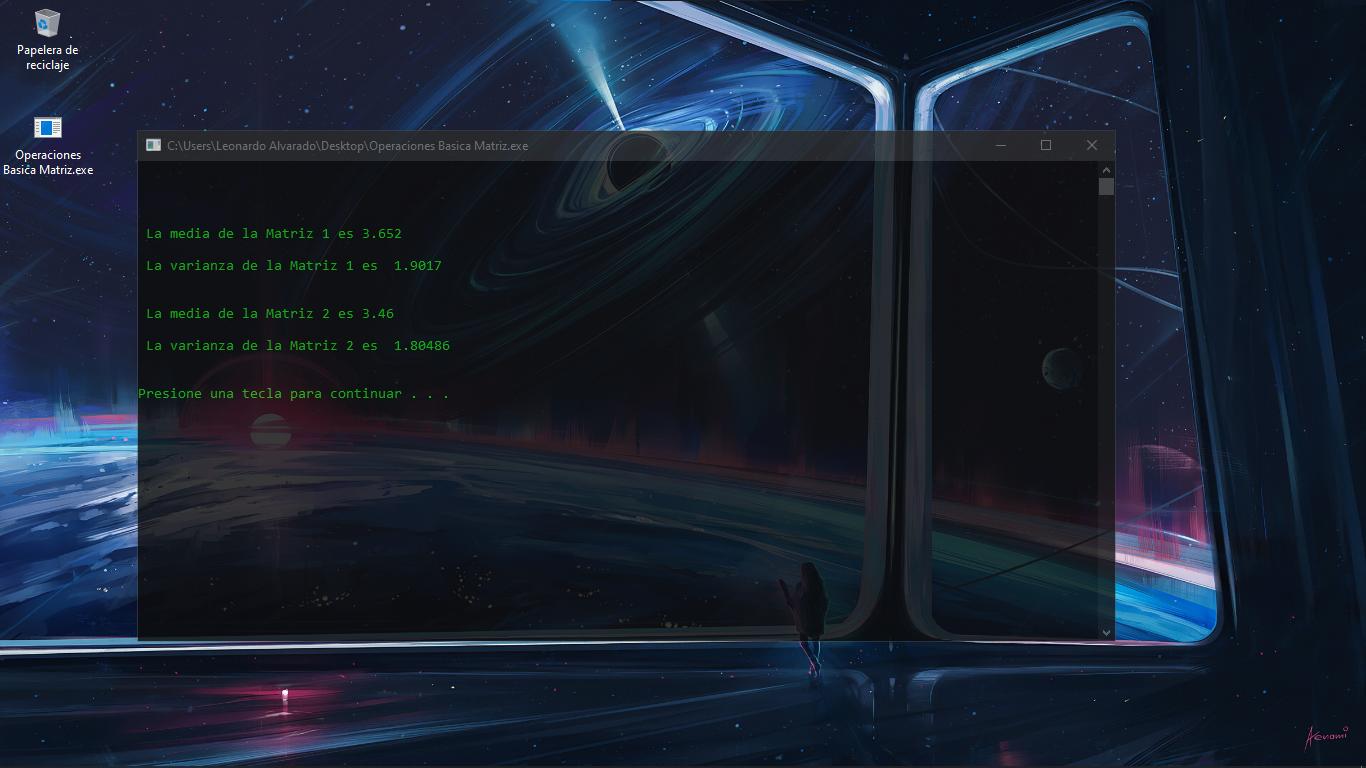 Papelera de
reciclaje
Operaciones
Basica Matriz.exe
C:\Users\Leonardo Alvarado\Desktop\Operaciones Basica Matriz.exe
La media de la Matriz 1 es 3.652
La varianza de la Matriz 1 es  1.9017
La media de la Matriz 2 es 3.46
La varianza de la Matriz 2 es  1.80486
Presione una tecla para continuar . . .